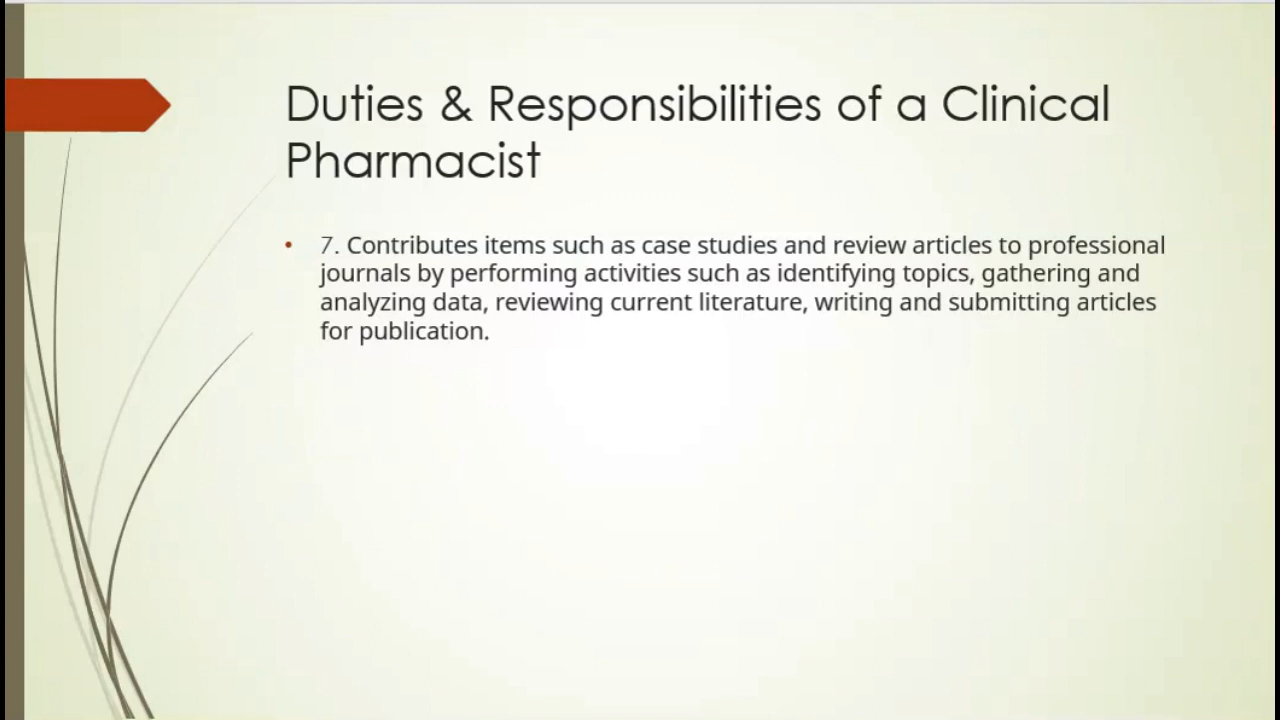 Duties & Responsibilities of a Clinical
Pharmacist
• 7. Contributes items such as case studies and review articles to professional
journals by performing activities such as identifying topics, gathering and
analyzing data, reviewing current literature, writing and submitting articles
for publication.